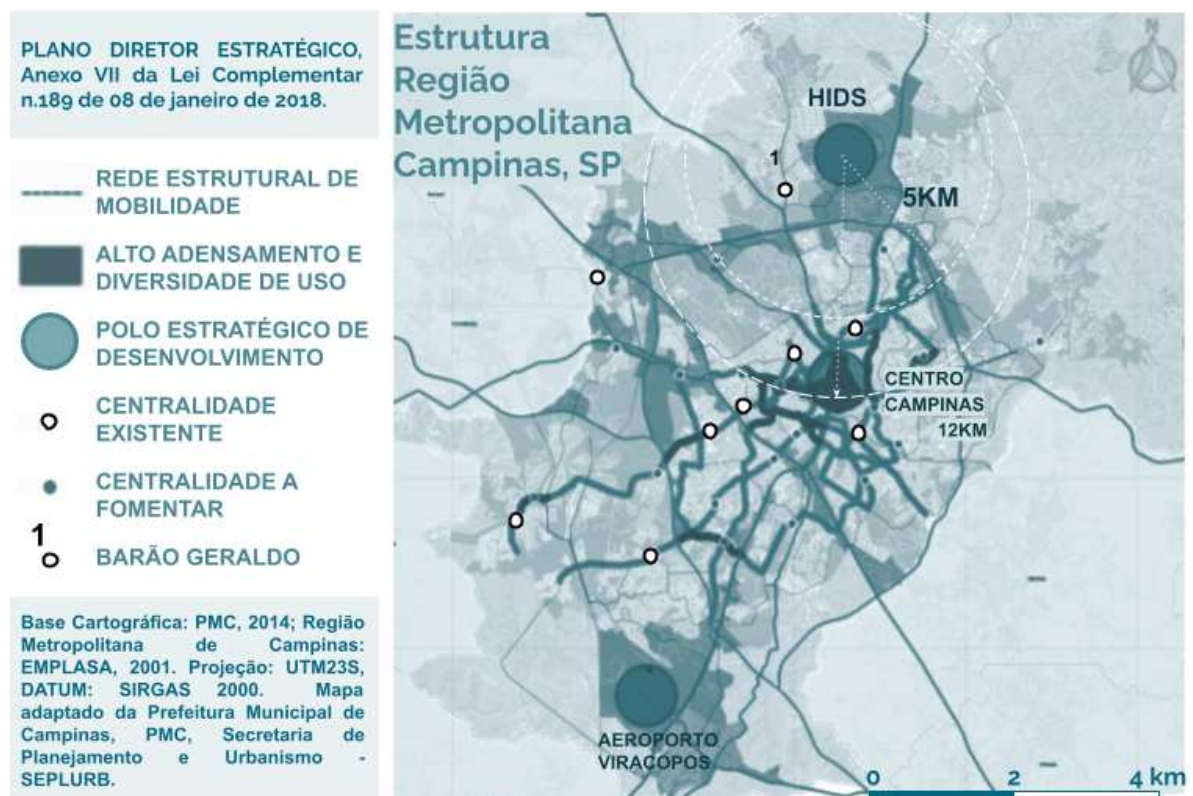 PLANO DIRETOR ESTRATÉGICO,
Anexo VII da Lei Complementar
n.189 de 08 de janeiro de 2018.
REDE ESTRUTURAL DE
MOBILIDADE
ALTO ADENSAMENTO E
DIVERSIDADE DE USO
POLO ESTRATÉGICO DE
DESENVOLVIMENTO
CENTRALIDADE
EXISTENTE
CENTRALIDADE A
FOMENTAR
1
BARÃO GERALDO
Base Cartográfica: PMC, 2014; Região
Metropolitana de Campinas:
EMPLASA, 2001. Projeção: UTM23S,
DATUM: SIRGAS 2000. Mapa
adaptado da Prefeitura Municipal de
Campinas, PMC, Secretaria de
Planejamento e Urbanismo -
SEPLURB.
Estrutura
Região
Metropolitana
Campinas, SP
N
HIDS
1
5KM
CENTRO
CAMPINAS
12KM
AEROPORTO
VIRACOPOS
0 2 4 km